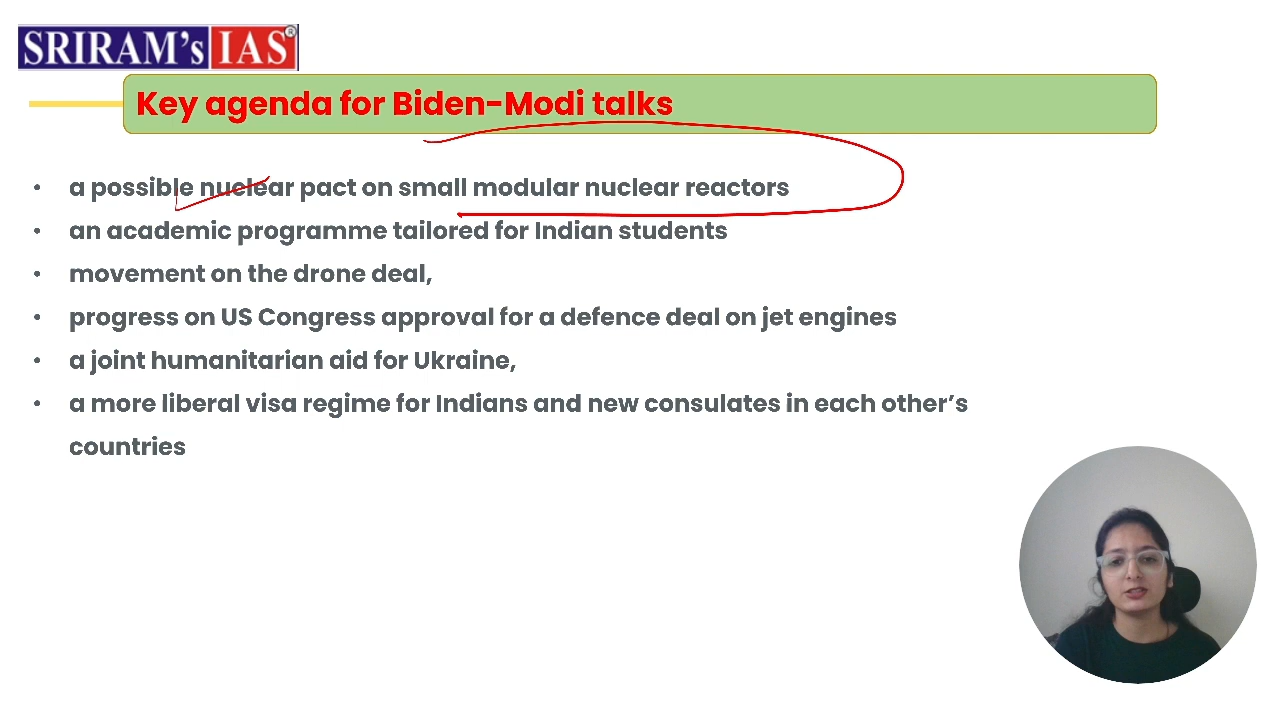 SRIRAM's IAS®
Key agenda for Biden-Modi talks
• a possible nuclear pact on small modular nuclear reactors
• an academic programme tailored for Indian students
• movement on the drone deal,
• progress on US Congress approval for a defence deal on jet engines
• a joint humanitarian aid for Ukraine,
• a more liberal visa regime for Indians and new consulates in each other’s
countries